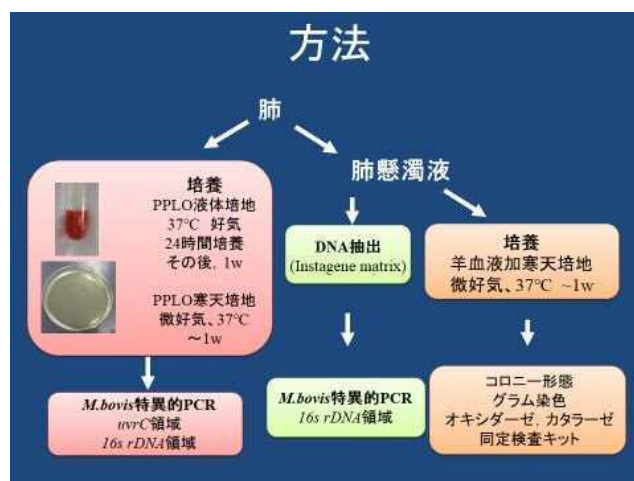 方法
肺
肺懸濁液
培養
PPLO液体培地
37℃ 好気
24時間培養
その後, 1w
PPLO寒天培地
微好気、37℃
～1w
DNA抽出
(Instagene matrix)
培養
羊血液加寒天培地
微好気、37℃ ~1w
M.bovis特異的PCR
uvrC領域
16s rDNA領域
M.bovis特異的PCR
16s rDNA領域
コロニー形態
グラム染色
オキシダーゼ, カタラーゼ
同定検査キット